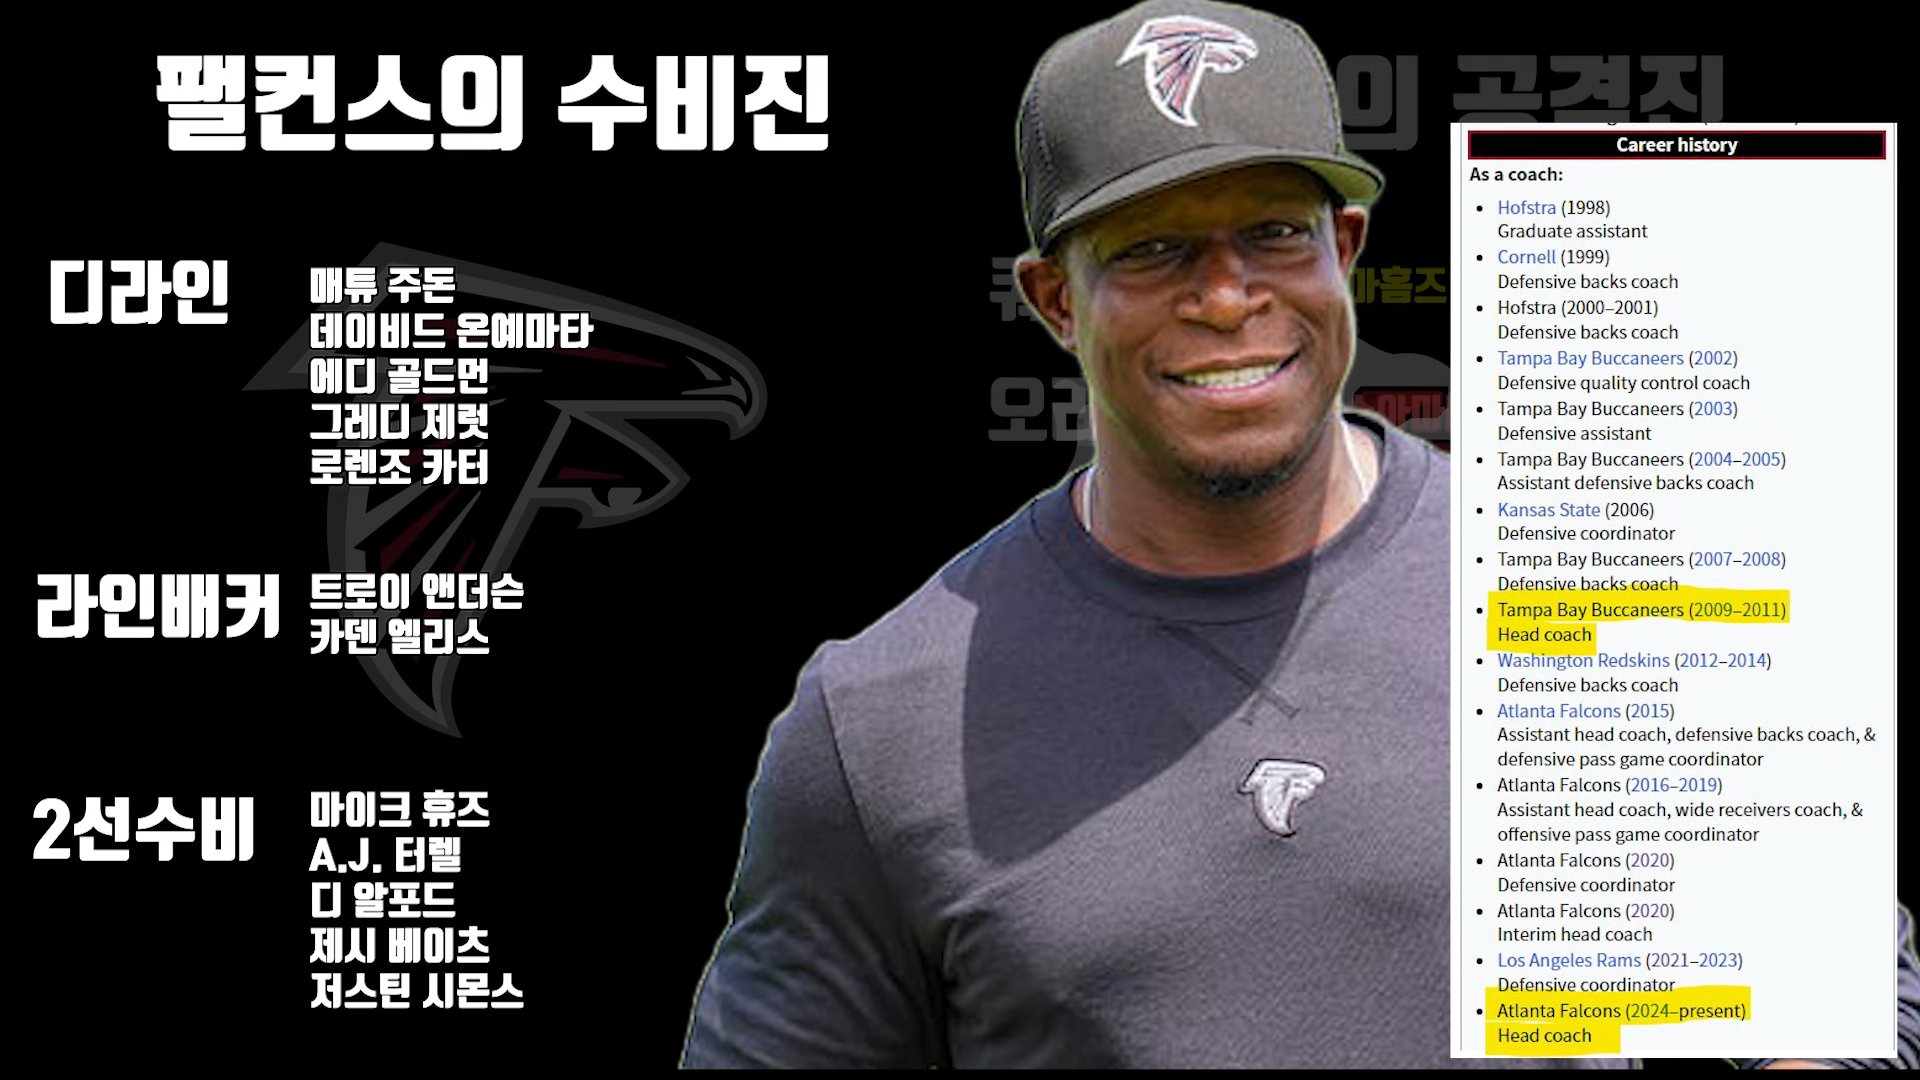 팰컨스의 수비진
의 공격진
디라인
매튜 주돈
데이비드 온예마타
에디 골드먼
그레디 제럿
로렌조 카터
라인배커
트로이 앤더슨
카덴 엘리스
2선수비
마이크 휴즈
A.J. 터렐
디 알포드
제시 베이츠
저스틴 시몬스
마홈즈
Career history
As a coach:
Hofstra (1998)
Graduate assistant
Cornell (1999)
Defensive backs coach
Hofstra (2000–2001)
Defensive backs coach
Tampa Bay Buccaneers (2002)
Defensive quality control coach
Tampa Bay Buccaneers (2003)
Defensive assistant
Tampa Bay Buccaneers (2004–2005)
Assistant defensive backs coach
Kansas State (2006)
Defensive coordinator
Tampa Bay Buccaneers (2007–2008)
Defensive backs coach
Tampa Bay Buccaneers (2009–2011)
Head coach
Washington Redskins (2012–2014)
Defensive backs coach
Atlanta Falcons (2015)
Assistant head coach, defensive backs coach, &
defensive pass game coordinator
Atlanta Falcons (2016–2019)
Assistant head coach, wide receivers coach, &
offensive pass game coordinator
Atlanta Falcons (2020)
Defensive coordinator
Atlanta Falcons (2020)
Interim head coach
Los Angeles Rams (2021–2023)
Defensive coordinator
Atlanta Falcons (2024–present)
Head coach